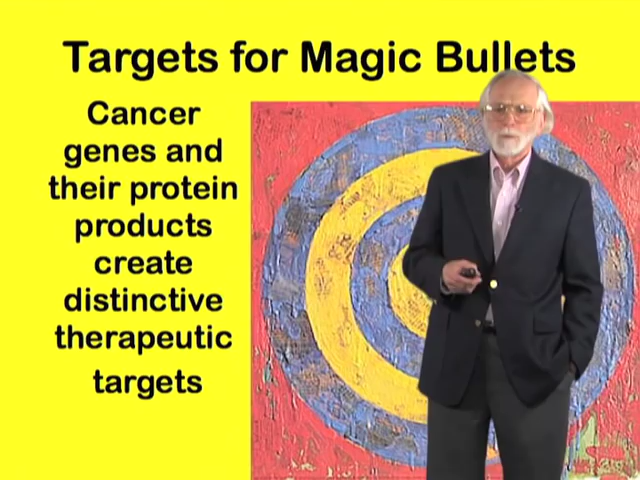 Targets for Magic Bullets
Cancer
genes and
their protein
products
create
distinctive
therapeutic
targets